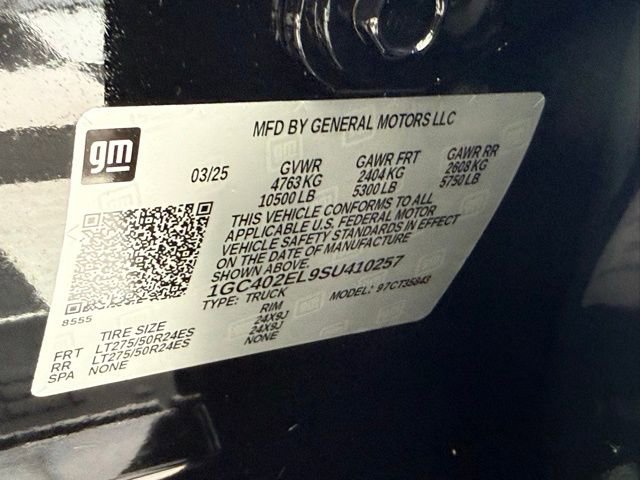 MFD BY GENERAL MOTORS LLC
gm
03/25
GVWR GAWR FRT GAWR RR
4763 KG 2404 KG 2608 KG
10500 LB 5300 LB 5750 LB
THIS VEHICLE CONFORMS TO ALL
APPLICABLE U.S. FEDERAL MOTOR
VEHICLE SAFETY STANDARDS IN EFFECT
ON THE DATE OF MANUFACTURE
SHOWN ABOVE.
1GC402EL9SU410257
TYPE: TRUCK MODEL: 97CT35843
8555
TIRE SIZE RIM
FRT LT275/50R24ES 24X9J
RR LT275/50R24ES 24X9J
SPA NONE NONE